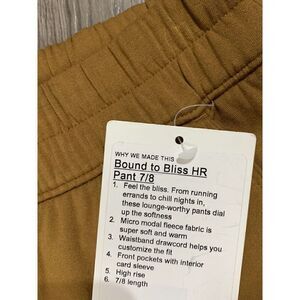 WHY WE MADE THIS
Bound to Bliss HR
Pant 7/8
1. Feel the bliss. From running
errands to chill nights in,
these lounge-worthy pants dial
up the softness
2. Micro modal fleece fabric is
super soft and warm
3. Waistband drawcord helps you
customize the fit
4. Front pockets with interior
card sleeve
5. High rise
6. 7/8 length